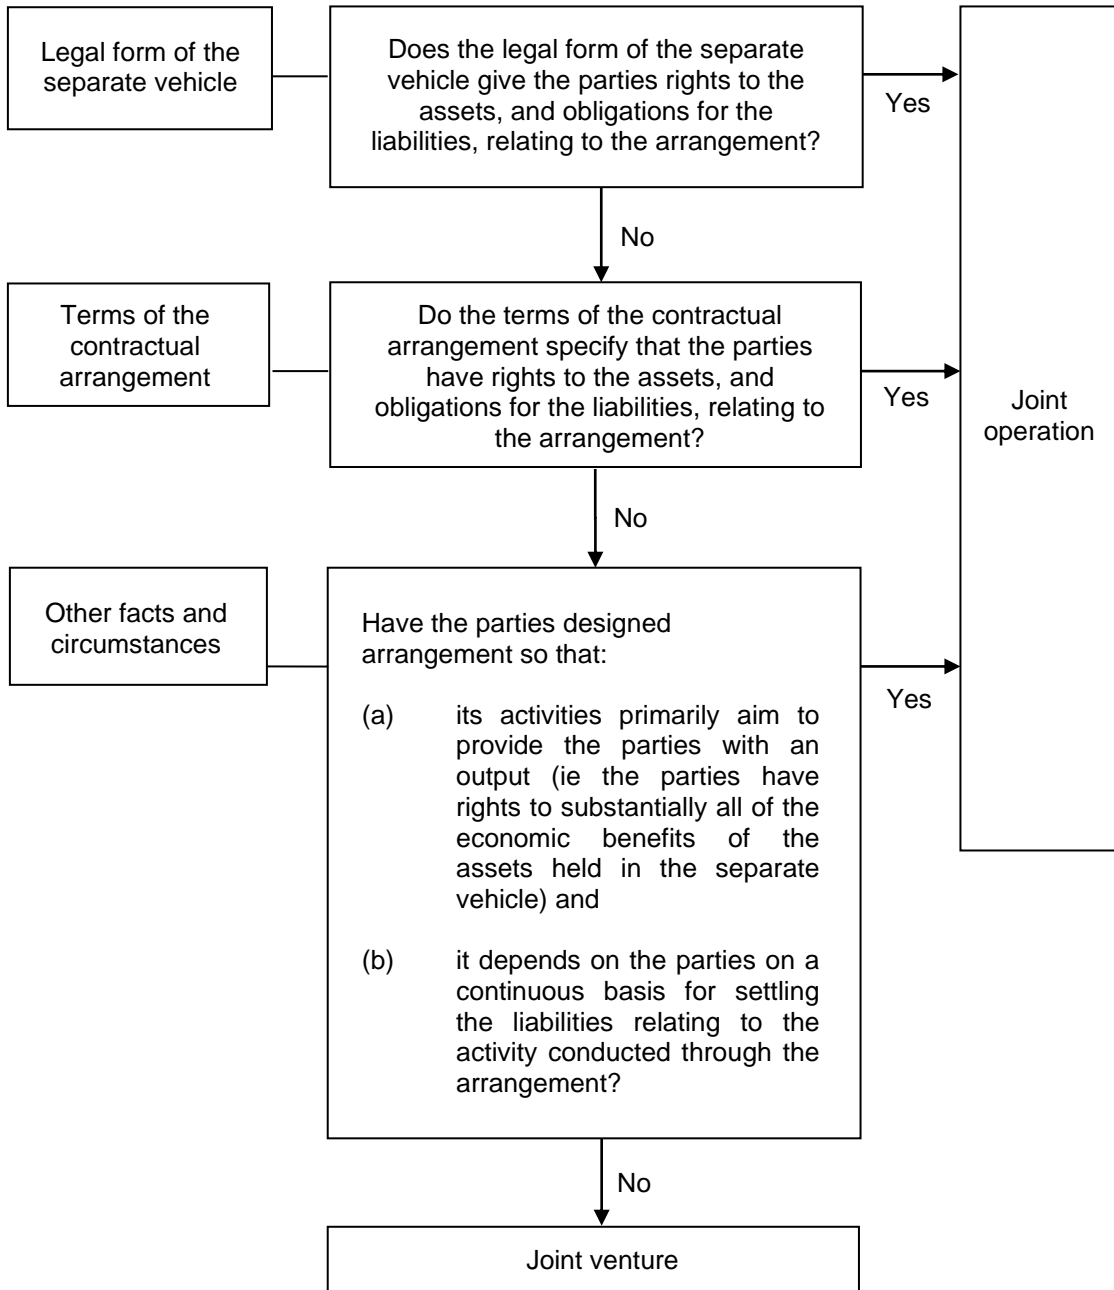 Legal form of the
separate vehicle
Does the legal form of the separate
vehicle give the parties rights to the
assets, and obligations for the
liabilities, relating to the arrangement?
Yes
No
Terms of the
contractual
arrangement
Do the terms of the contractual
arrangement specify that the parties
have rights to the assets, and
obligations for the liabilities, relating to
the arrangement?
Yes
Joint
operation
No
Other facts and
circumstances
Have the parties designed
arrangement so that:
(a) its activities primarily aim to
provide the parties with an
output (ie the parties have
rights to substantially all of the
economic benefits of the
assets held in the separate
vehicle) and
(b) it depends on the parties on a
continuous basis for settling
the liabilities relating to the
activity conducted through the
arrangement?
Yes
No
Joint venture